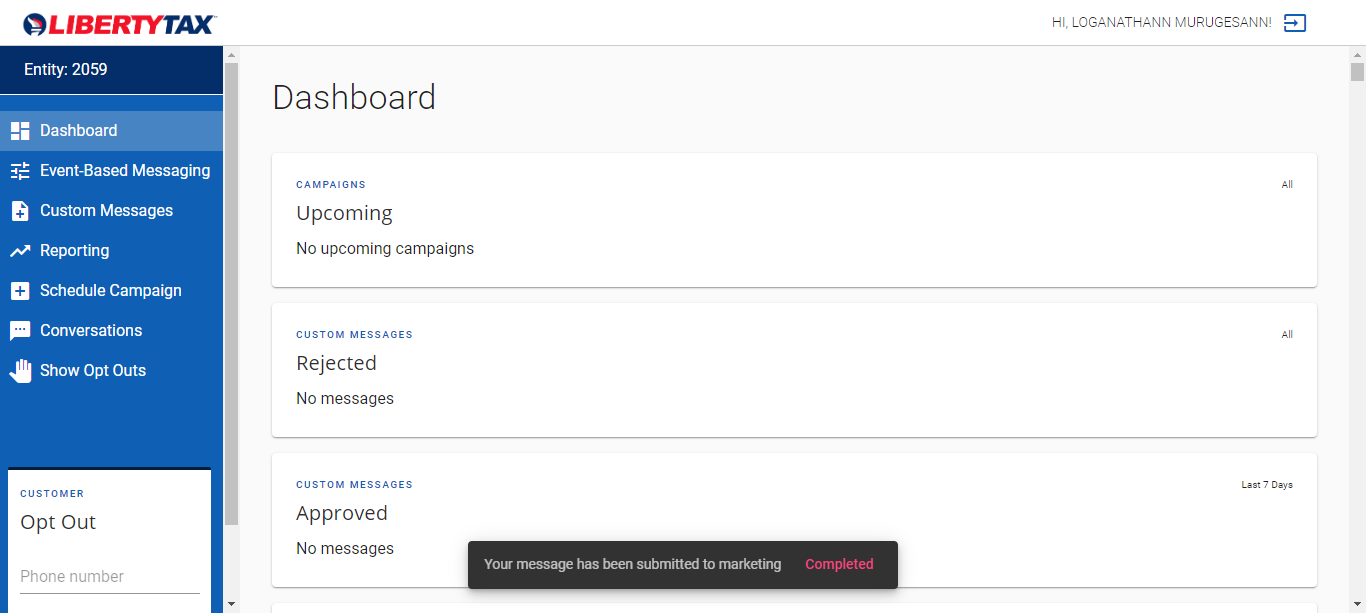 LIBERTYTAX
HI, LOGANATHANN MURUGESANN!
Entity: 2059
Dashboard
Event-Based Messaging
Custom Messages
Reporting
Schedule Campaign
Conversations
Show Opt Outs
CUSTOMER
Opt Out
Phone number
Dashboard
CAMPAIGNS
All
Upcoming
No upcoming campaigns
CUSTOM MESSAGES
All
Rejected
No messages
CUSTOM MESSAGES
Last 7 Days
Approved
No messages
Your message has been submitted to marketing Completed